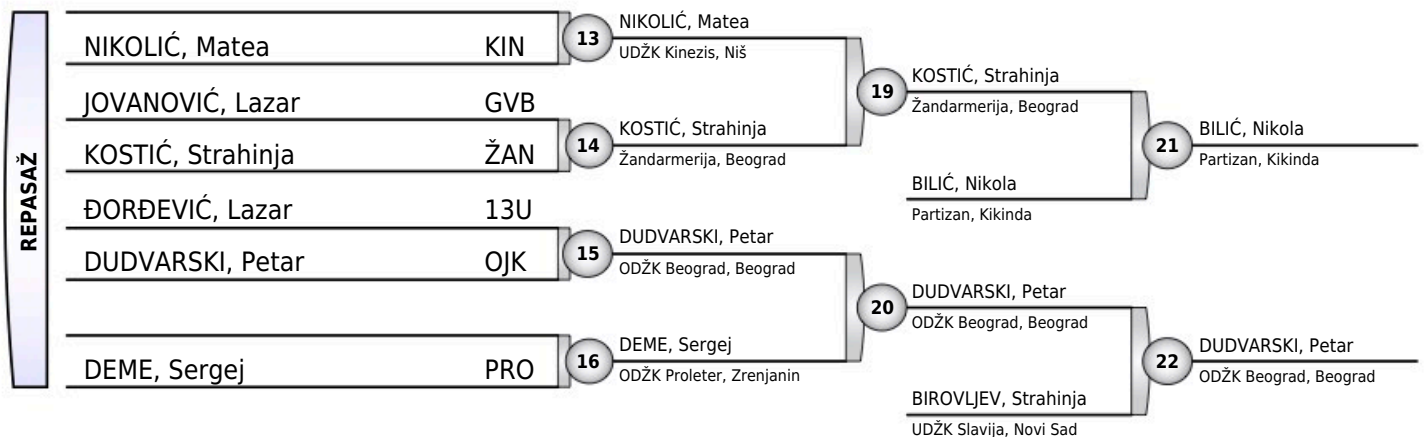 REPASAŽ
NIKOLIĆ, Matea KIN
JOVANOVIĆ, Lazar GVB
KOSTIĆ, Strahinja ŽAN
ĐORĐEVIĆ, Lazar 13U
DUDVARSKI, Petar OJK
DEME, Sergej PRO
13
NIKOLIĆ, Matea
UDŽK Kinezis, Niš
14
KOSTIĆ, Strahinja
Žandarmerija, Beograd
15
DUDVARSKI, Petar
ODŽK Beograd, Beograd
16
DEME, Sergej
ODŽK Proleter, Zrenjanin
19
KOSTIĆ, Strahinja
Žandarmerija, Beograd
BILIĆ, Nikola
Partizan, Kikinda
20
DUDVARSKI, Petar
ODŽK Beograd, Beograd
BIROVLJEV, Strahinja
UDŽK Slavija, Novi Sad
21
BILIĆ, Nikola
Partizan, Kikinda
22
DUDVARSKI, Petar
ODŽK Beograd, Beograd